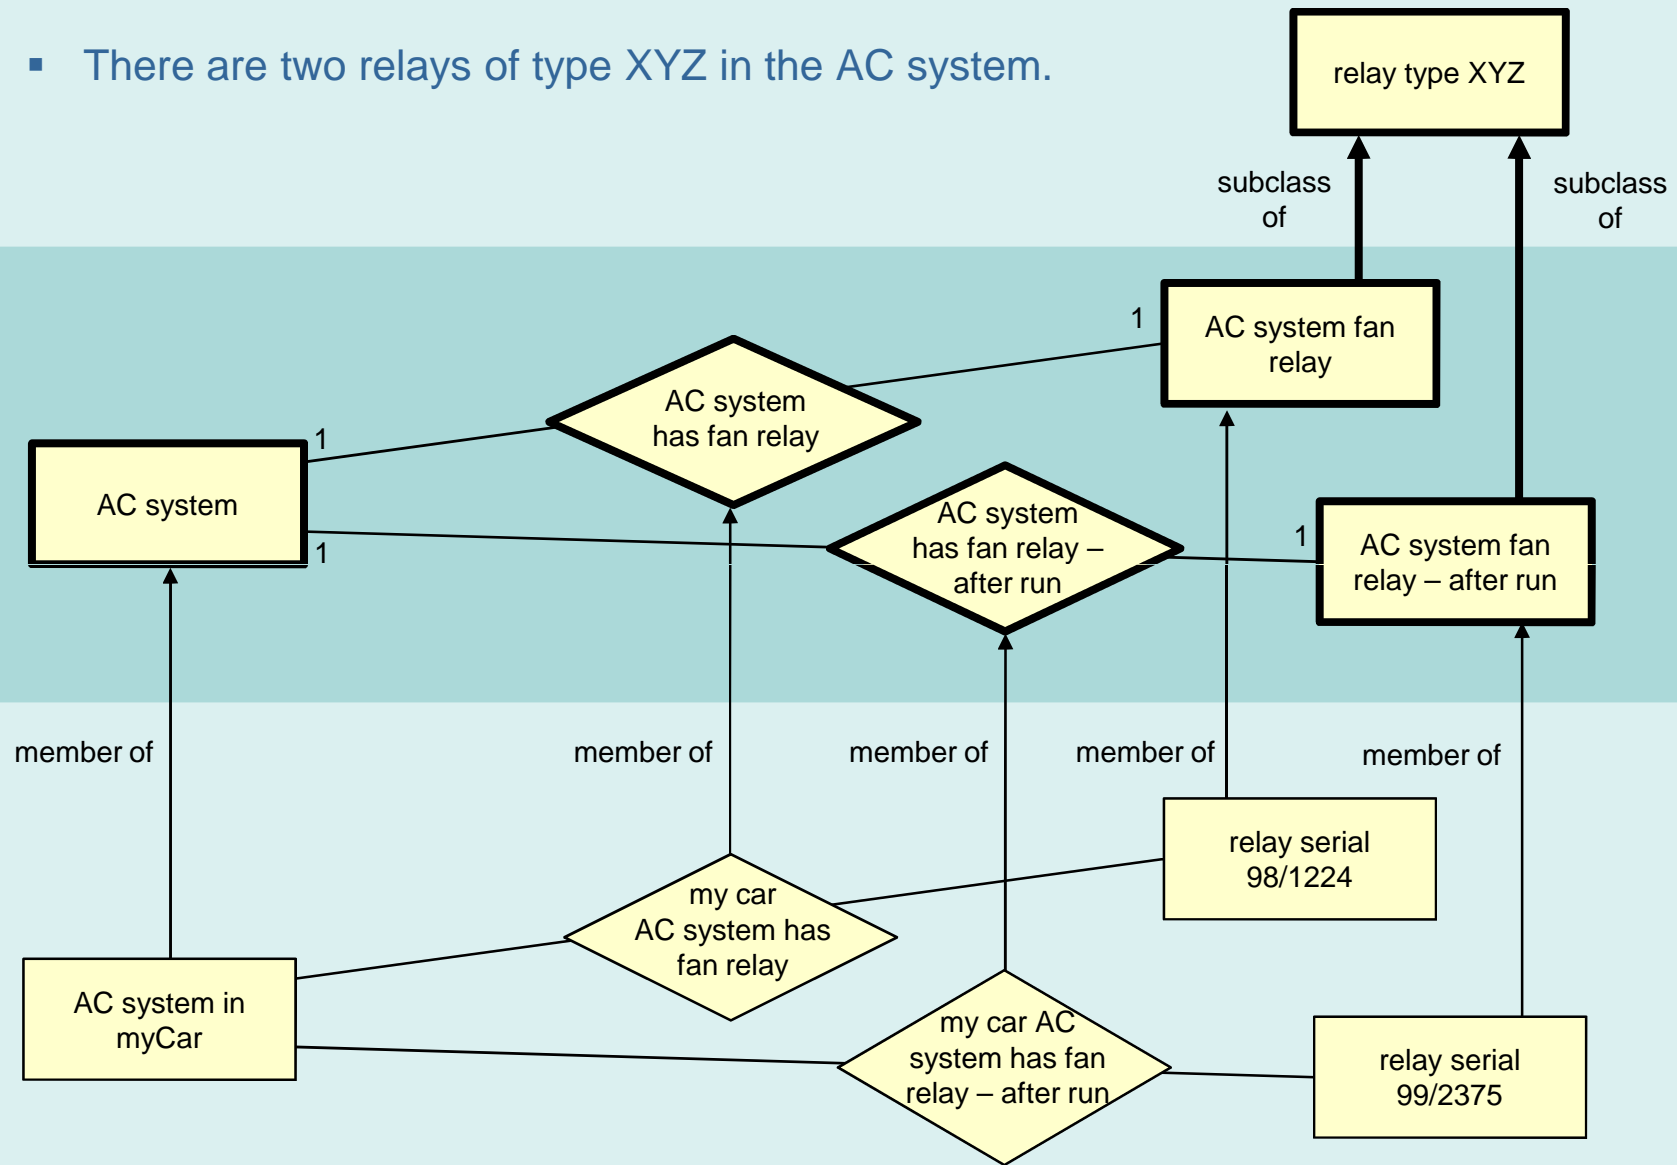 ▪ There are two relays of type XYZ in the AC system.
relay type XYZ
subclass
of
subclass
of
1
AC system fan
relay
AC system
has fan relay
1
AC system
1
AC system
has fan relay –
after run
1
AC system fan
relay – after run
member of
member of
member of
member of
member of
relay serial
98/1224
my car
AC system has
fan relay
AC system in
myCar
my car AC
system has fan
relay – after run
relay serial
99/2375